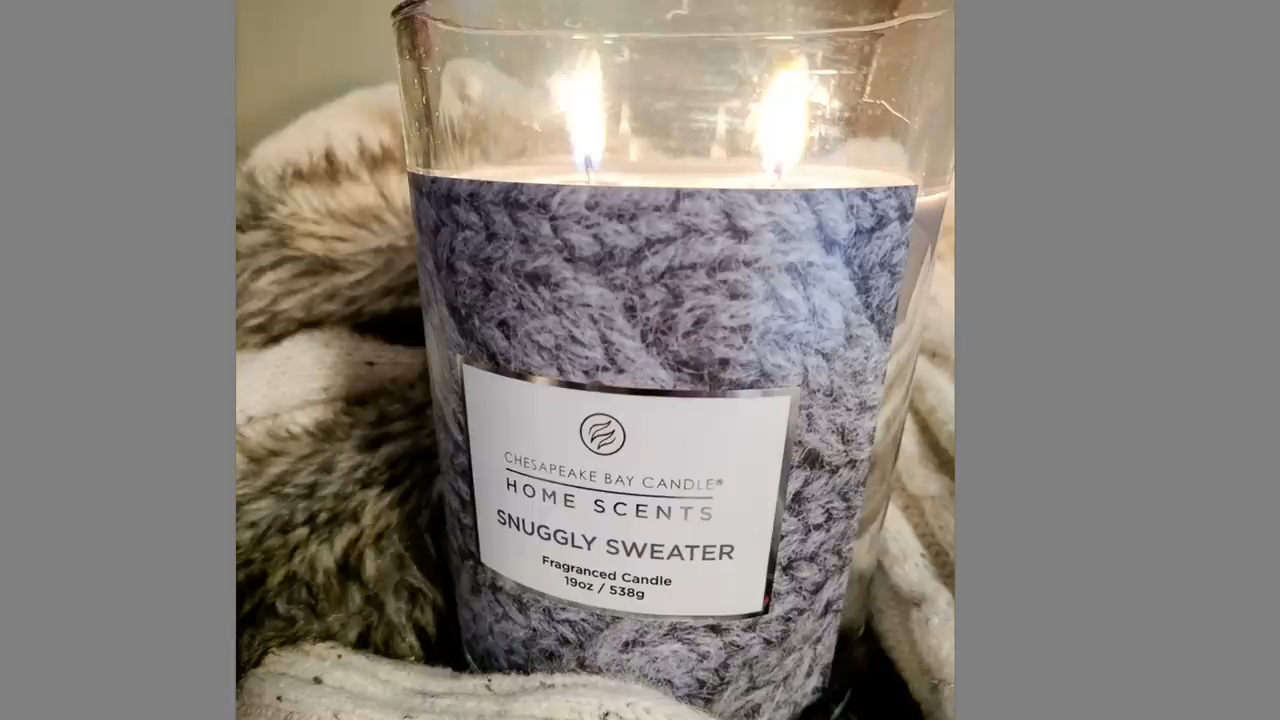 CHESAPEAKE BAY CANDLE®
HOME SCENTS
SNUGGLY SWEATER
Fragranced Candle
19oz / 538g